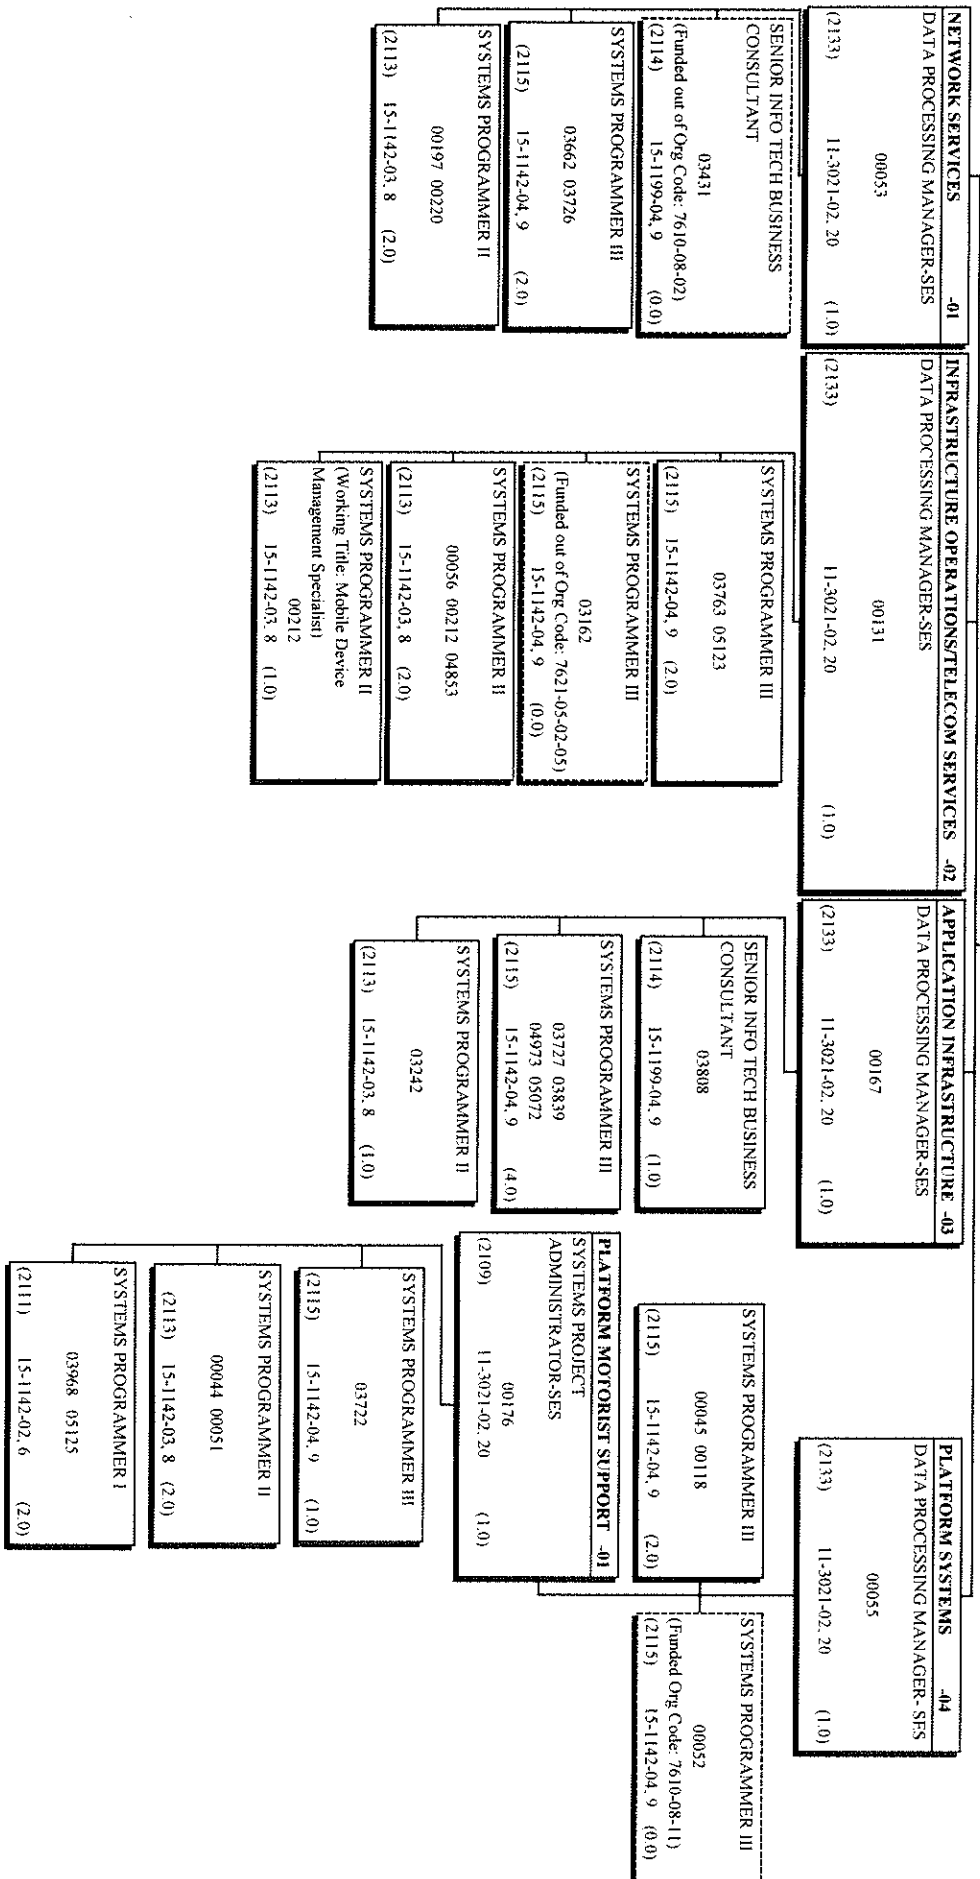 NETWORK SERVICES -01
DATA PROCESSING MANAGER-SES
00053
(2133) 11-3021-02, 20 (1.0)
SENIOR INFO TECH BUSINESS
CONSULTANT
03431
(Funded out of Org Code: 7610-08-02)
(2114) 15-1199-04, 9 (0.0)
SYSTEMS PROGRAMMER III
03662 03726
(2115) 15-1142-04, 9 (2.0)
SYSTEMS PROGRAMMER II
00197 00220
(2113) 15-1142-03, 8 (2.0)
INFRASTRUCTURE OPERATIONS/TELECOM SERVICES -02
DATA PROCESSING MANAGER-SES
00131
(2133) 11-3021-02, 20 (1.0)
SYSTEMS PROGRAMMER III
03763 05123
(2115) 15-1142-04, 9 (2.0)
SYSTEMS PROGRAMMER III
03162
(Funded out of Org Code: 7621-05-02-05)
(2115) 15-1142-04, 9 (0.0)
SYSTEMS PROGRAMMER II
00056 00212 04853
(2113) 15-1142-03, 8 (2.0)
SYSTEMS PROGRAMMER II
(Working Title: Mobile Device
Management Specialist)
00212
(2113) 15-1142-03, 8 (1.0)
APPLICATION INFRASTRUCTURE -03
DATA PROCESSING MANAGER-SES
00167
(2133) 11-3021-02, 20 (1.0)
SENIOR INFO TECH BUSINESS
CONSULTANT
03808
(2114) 15-1199-04, 9 (1.0)
SYSTEMS PROGRAMMER III
03727 03839
04973 05072
(2115) 15-1142-04, 9 (4.0)
SYSTEMS PROGRAMMER II
03242
(2113) 15-1142-03, 8 (1.0)
PLATFORM SYSTEMS -04
DATA PROCESSING MANAGER- SES
00055
(2133) 11-3021-02, 20 (1.0)
SYSTEMS PROGRAMMER III
00045 00118
(2115) 15-1142-04, 9 (2.0)
SYSTEMS PROGRAMMER III
00052
(Funded Org Code: 7610-08-11)
(2115) 15-1142-04, 9 (0.0)
PLATFORM MOTORIST SUPPORT -01
SYSTEMS PROJECT
ADMINISTRATOR-SES
00176
(2109) 11-3021-02, 20 (1.0)
SYSTEMS PROGRAMMER III
03722
(2115) 15-1142-04, 9 (1.0)
SYSTEMS PROGRAMMER II
00044 00051
(2113) 15-1142-03, 8 (2.0)
SYSTEMS PROGRAMMER I
03968 05125
(2111) 15-1142-02, 6 (2.0)